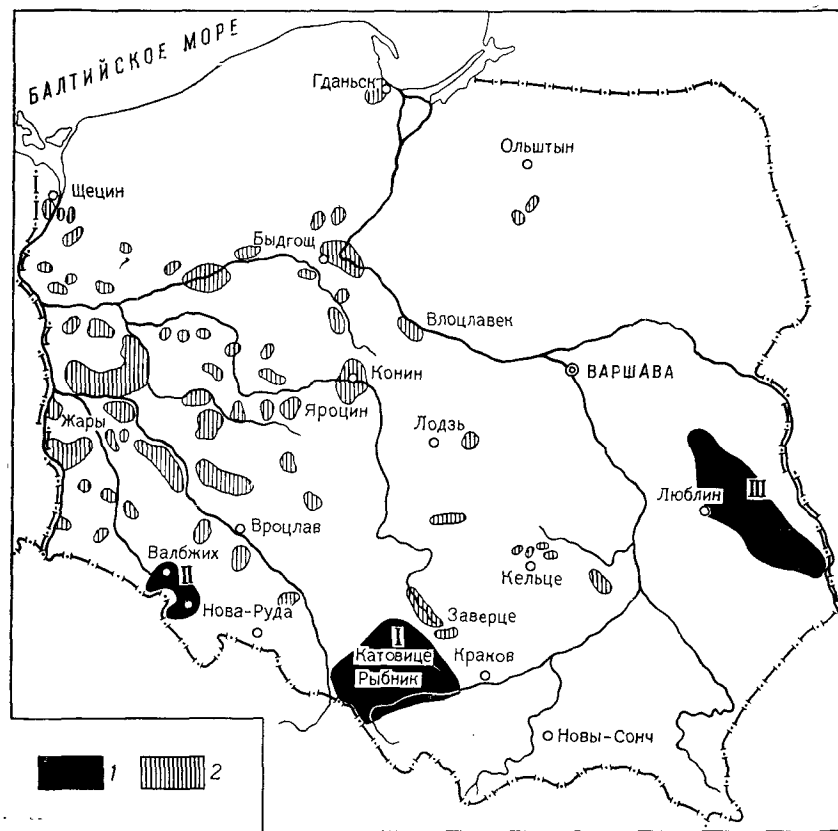 БАЛТИЙСКОЕ МОРЕ
Гданьск
Ольштын
Щецин
Быдгощ
Влоцлавек
ВАРШАВА
Конин
Яроцин
Жары
Лодзь
III
Люблин
Вроцлав
Валбжих
II
Кельце
Нова-Руда
Заверце
I
Катовице
Краков
Рыбник
Новы-Сонч
1
2